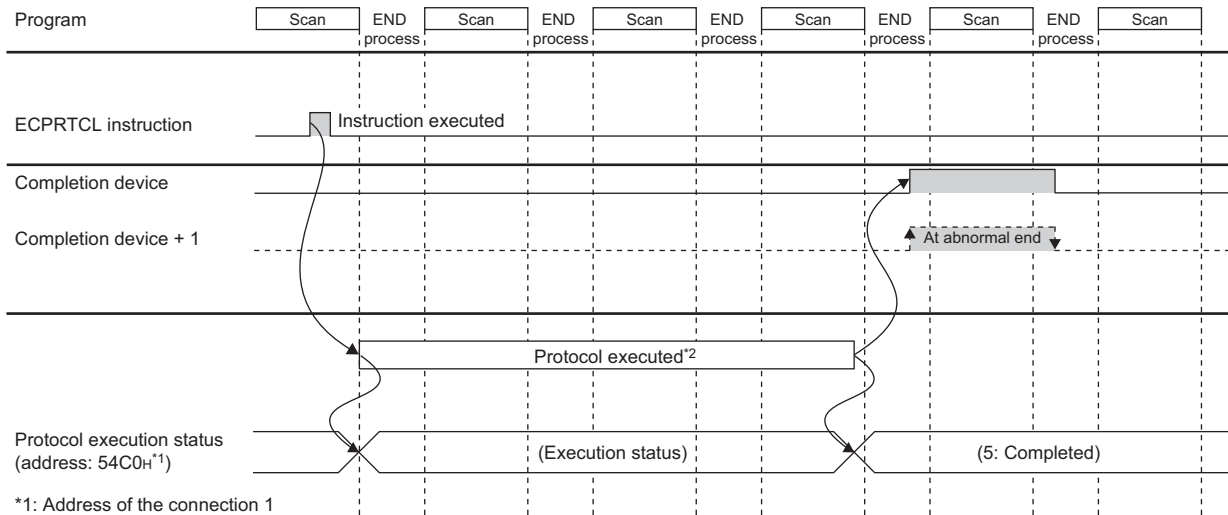 Program
Scan END process Scan END process Scan END process Scan END process Scan END process Scan
ECPRTCL instruction
Instruction executed
Completion device
Completion device + 1
At abnormal end
Protocol executed*2
Protocol execution status
(address: 54C0H*1)
(Execution status)
(5: Completed)
*1: Address of the connection 1